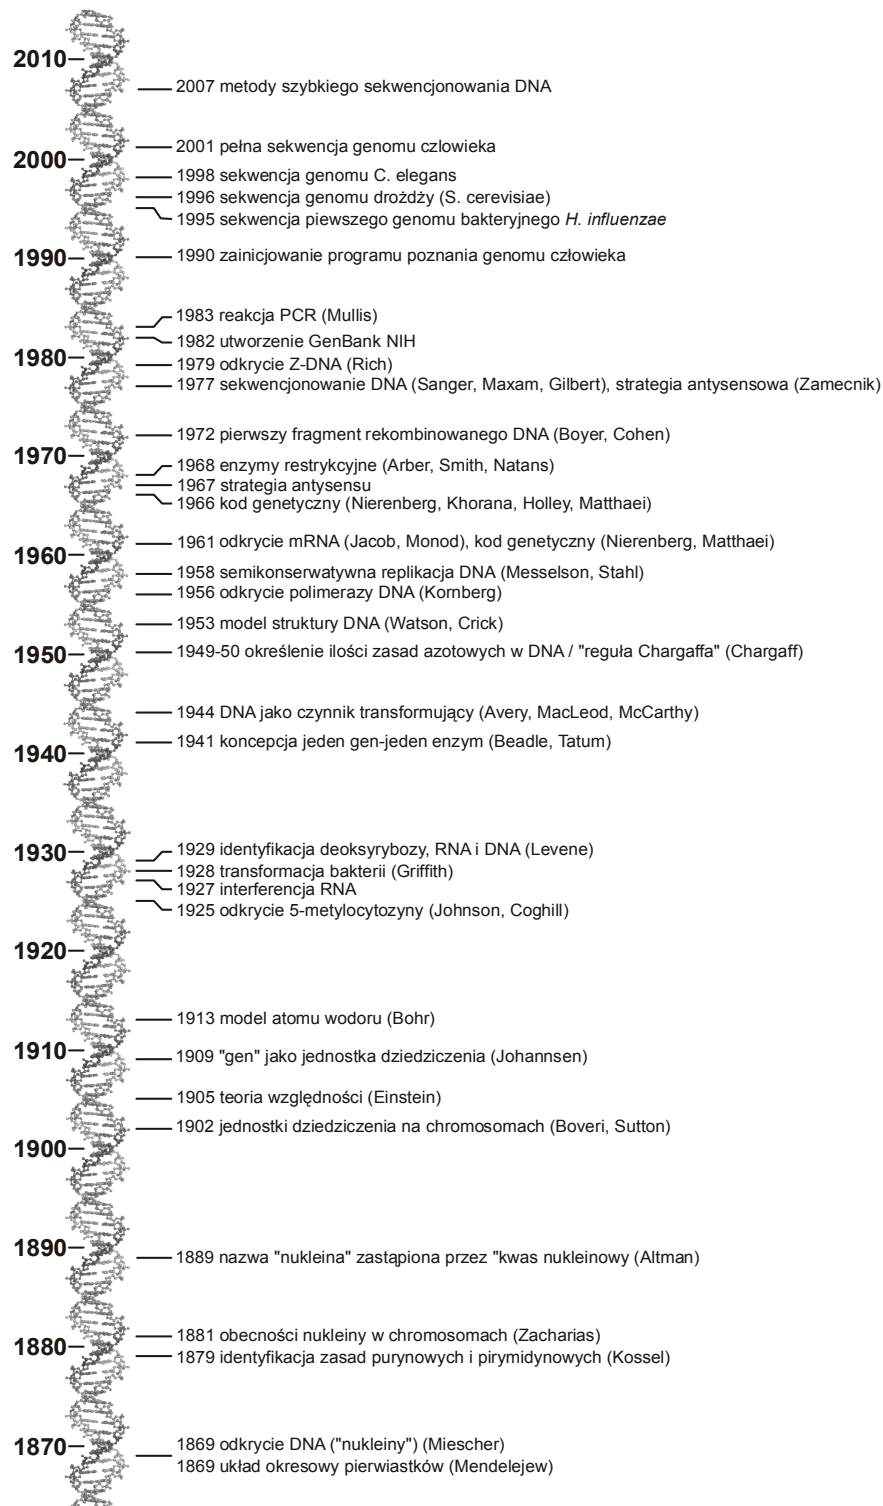 2010
2007 metody szybkiego sekwencjonowania DNA
2001 pełna sekwencja genomu czlowieka
2000
1998 sekwencja genomu C. elegans
1996 sekwencja genomu drożdży (S. cerevisiae)
1995 sekwencja piewszego genomu bakteryjnego H. influenzae
1990
1990 zainicjowanie programu poznania genomu człowieka
1983 reakcja PCR (Mullis)
1982 utworzenie GenBank NIH
1980
1979 odkrycie Z-DNA (Rich)
1977 sekwencjonowanie DNA (Sanger, Maxam, Gilbert), strategia antysensowa (Zamecnik)
1972 pierwszy fragment rekombinowanego DNA (Boyer, Cohen)
1970
1968 enzymy restrykcyjne (Arber, Smith, Natans)
1967 strategia antysensu
1966 kod genetyczny (Nierenberg, Khorana, Holley, Matthaei)
1961 odkrycie mRNA (Jacob, Monod), kod genetyczny (Nierenberg, Matthaei)
1960
1958 semikonserwatywna replikacja DNA (Messelson, Stahl)
1956 odkrycie polimerazy DNA (Kornberg)
1953 model struktury DNA (Watson, Crick)
1950
1949-50 określenie ilości zasad azotowych w DNA / "reguła Chargaffa" (Chargaff)
1944 DNA jako czynnik transformujący (Avery, MacLeod, McCarthy)
1941 koncepcja jeden gen-jeden enzym (Beadle, Tatum)
1940
1930
1929 identyfikacja deoksyrybozy, RNA i DNA (Levene)
1928 transformacja bakterii (Griffith)
1927 interferencja RNA
1925 odkrycie 5-metylocytozyny (Johnson, Coghill)
1920
1913 model atomu wodoru (Bohr)
1910
1909 "gen" jako jednostka dziedziczenia (Johannsen)
1905 teoria względności (Einstein)
1902 jednostki dziedziczenia na chromosomach (Boveri, Sutton)
1900
1890
1889 nazwa "nukleina" zastąpiona przez "kwas nukleinowy (Altman)
1881 obecności nukleiny w chromosomach (Zacharias)
1880
1879 identyfikacja zasad purynowych i pirymidynowych (Kossel)
1870
1869 odkrycie DNA ("nukleiny") (Miescher)
1869 układ okresowy pierwiastków (Mendelejew)